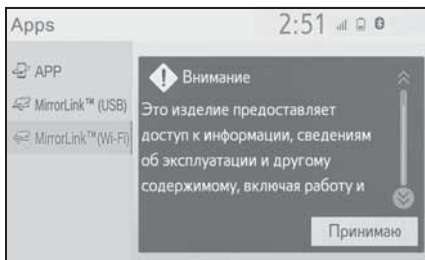 Apps 2:51
APP
MirrorLink™ (USB)
MirrorLink™(Wi-Fi)
Внимание
Это изделие предоставляет
доступ к информации, сведениям
об эксплуатации и другому
содержимому, включая работу и
Принимаю